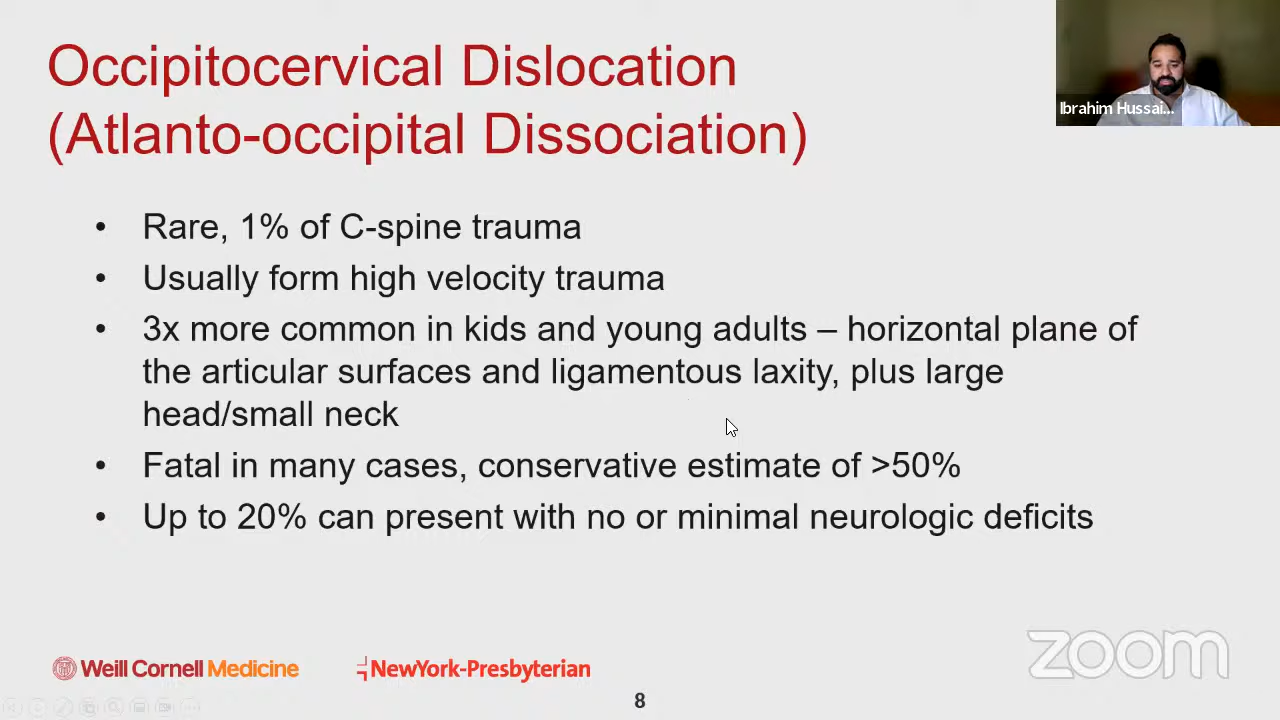 Occipitocervical Dislocation
(Atlanto-occipital Dissociation)
Ibrahim Hussai...
• Rare, 1% of C-spine trauma
• Usually form high velocity trauma
• 3x more common in kids and young adults – horizontal plane of
the articular surfaces and ligamentous laxity, plus large
head/small neck
• Fatal in many cases, conservative estimate of >50%
• Up to 20% can present with no or minimal neurologic deficits
Weill Cornell Medicine
NewYork-Presbyterian
zoom
8